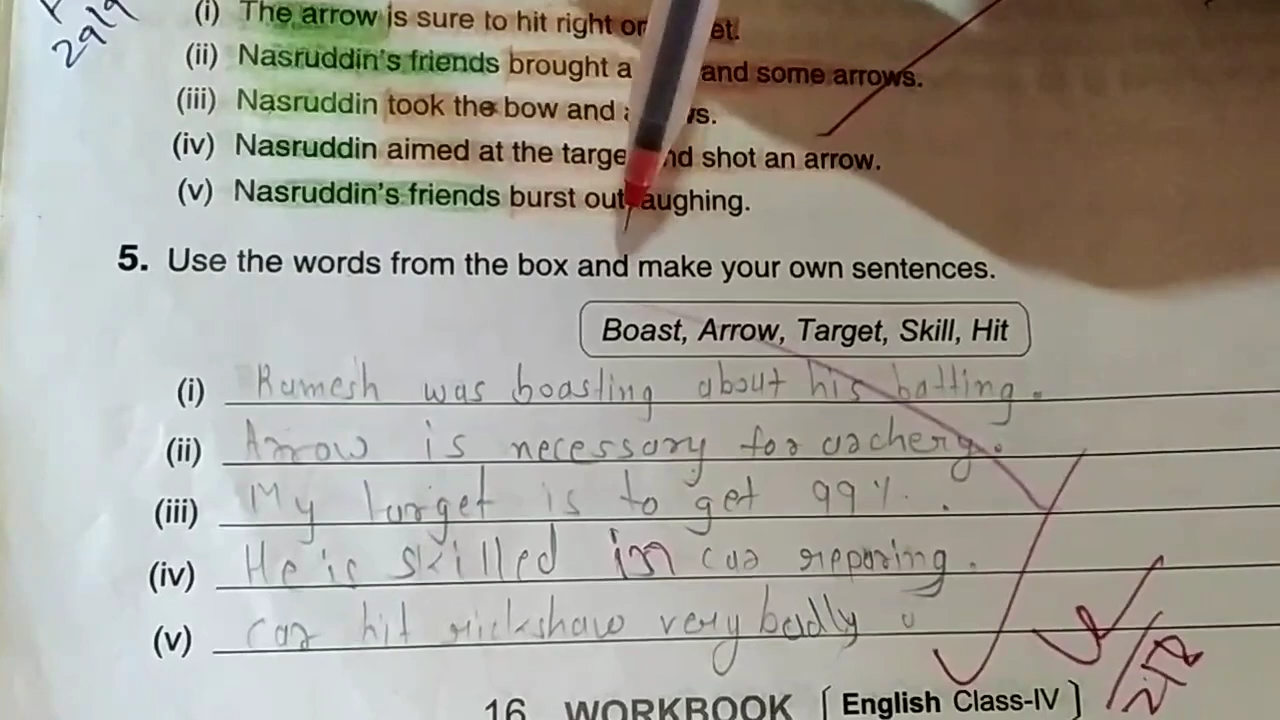 29/9
(i) The arrow is sure to hit right on et.
(ii) Nasruddin's friends brought a and some arrows.
(iii) Nasruddin took the bow and a s.
(iv) Nasruddin aimed at the targe nd shot an arrow.
(v) Nasruddin's friends burst out aughing.
5. Use the words from the box and make your own sentences.
Boast, Arrow, Target, Skill, Hit
(i) Ramesh was boasting about his batting.
(ii) Arrow is necessary for archery.
(iii) My target is to get 99%.
(iv) He is skilled in car repparing.
(v) Car hit rickshaw very badly
16 WORKBOOK [English Class-IV]